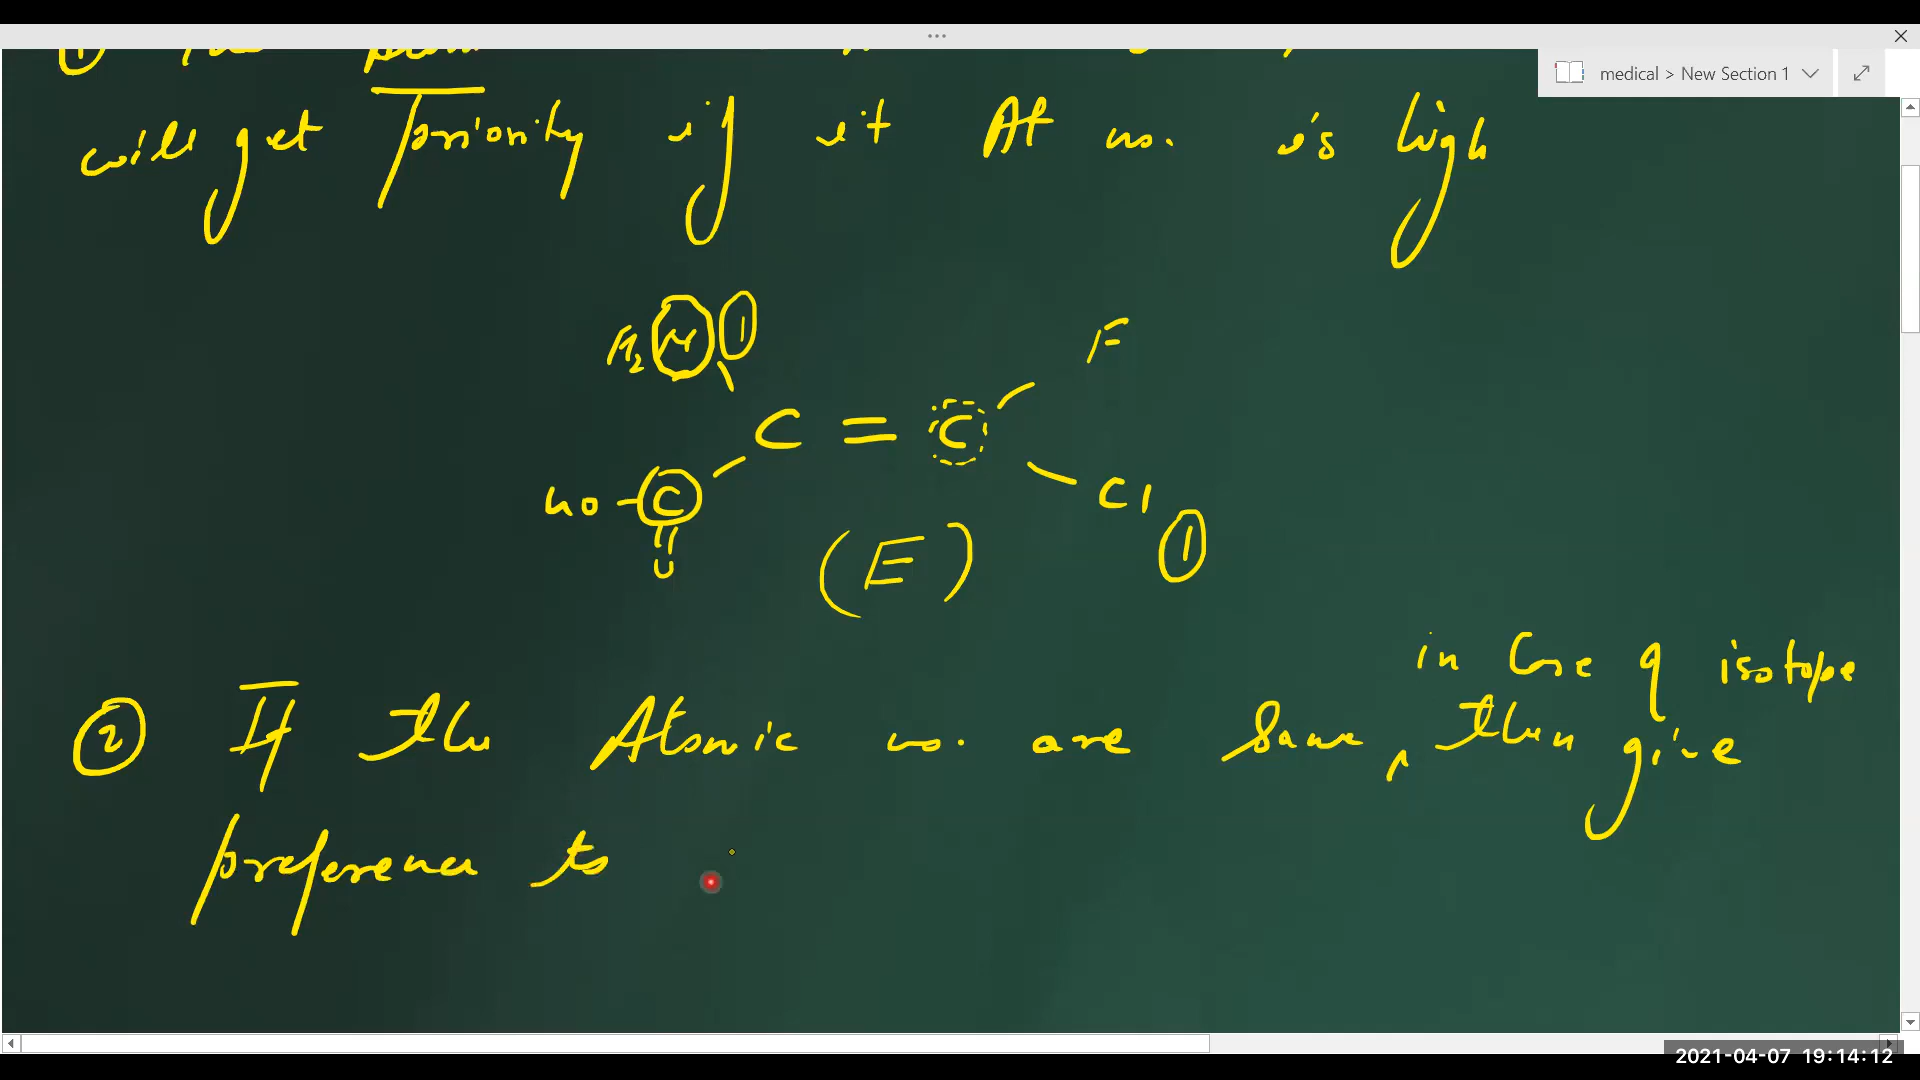 medical > New Section 1
①
will get priority if it At no. is high
H₂N ① F
C = C
HO - C Cl
O (E) ①
in Case of isotope
② If the Atomic no. are Same, then give
preference to
2021-04-07 19:14:12